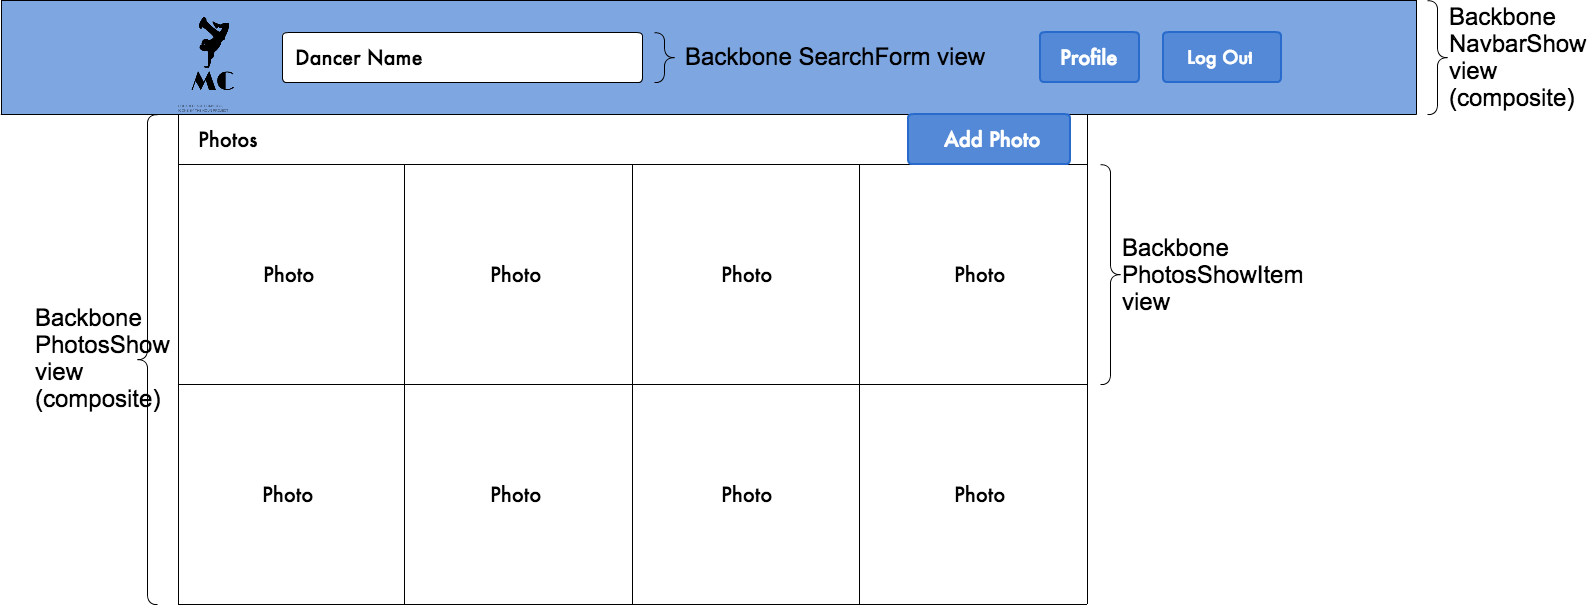 MC
Dancer Name
Backbone SearchForm view
Profile
Log Out
Backbone
NavbarShow
view
(composite)
Photos
Add Photo
Photo
Photo
Photo
Photo
Backbone
PhotosShowItem
view
Backbone
PhotosShow
view
(composite)
Photo
Photo
Photo
Photo